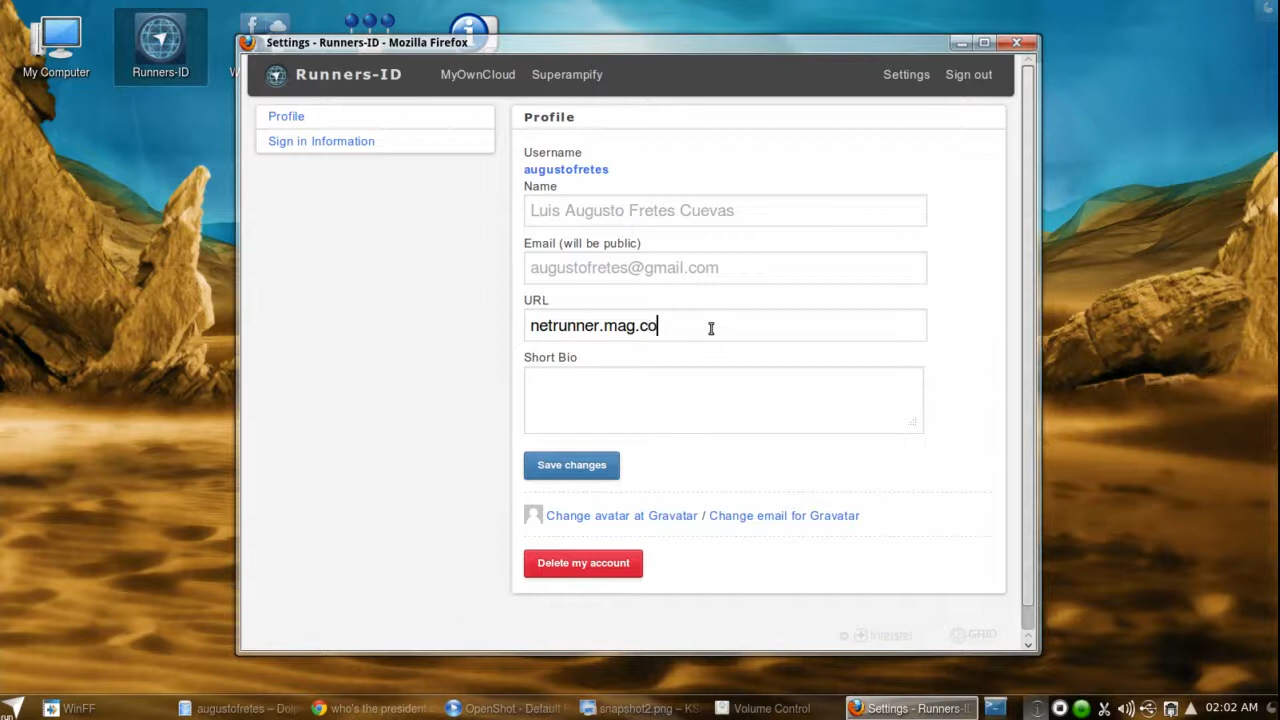 My Computer
Runners-ID
Settings - Runners-ID - Mozilla Firefox
Runners-ID
MyOwnCloud
Superampify
Settings
Sign out
Profile
Sign in Information
Profile
Username
augustofretes
Name
Luis Augusto Fretes Cuevas
Email (will be public)
augustofretes@gmail.com
URL
netrunner.mag.co
Short Bio
Save changes
Change avatar at Gravatar / Change email for Gravatar
Delete my account
GRID
WinFF
augustofretes – Dol
who's the president
OpenShot - Default
snapshot2.png – KS
Volume Control
Settings - Runners-I
02:02 AM